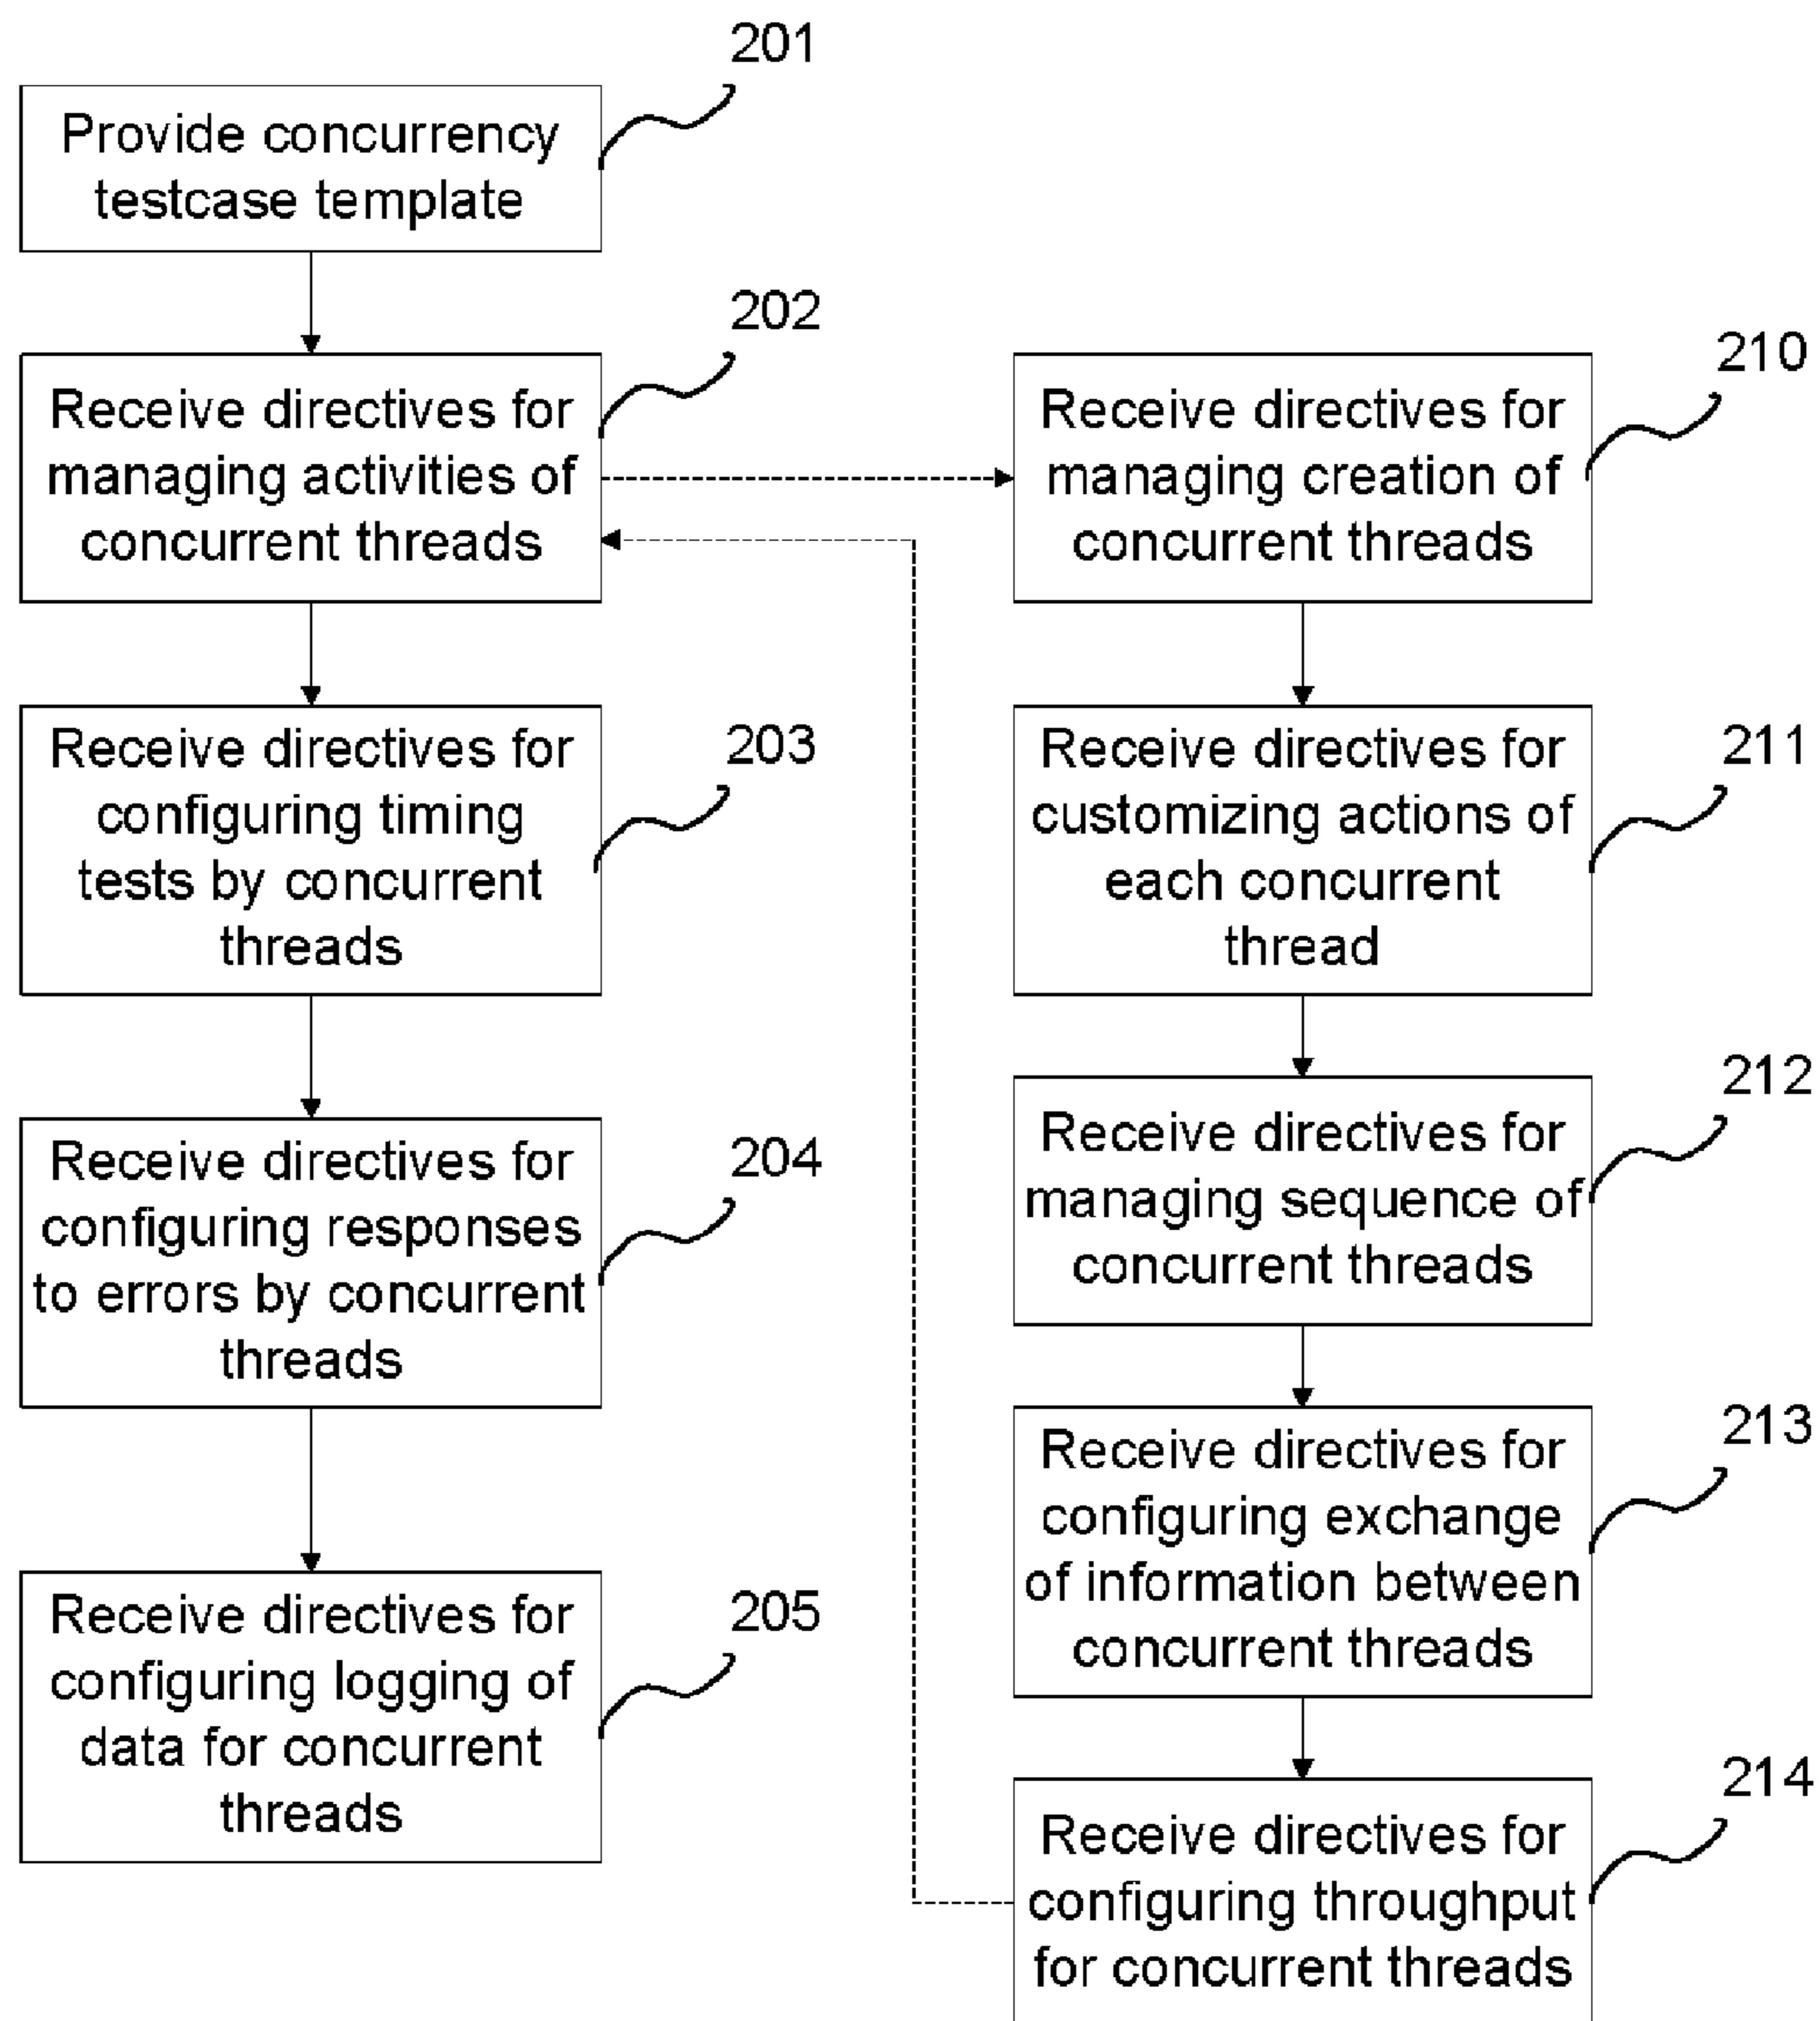 201
Provide concurrency
testcase template
202
Receive directives for
managing activities of
concurrent threads
203
Receive directives for
configuring timing
tests by concurrent
threads
204
Receive directives for
configuring responses
to errors by concurrent
threads
205
Receive directives for
configuring logging of
data for concurrent
threads
210
Receive directives for
managing creation of
concurrent threads
211
Receive directives for
customizing actions of
each concurrent
thread
212
Receive directives for
managing sequence of
concurrent threads
213
Receive directives for
configuring exchange
of information between
concurrent threads
214
Receive directives for
configuring throughput
for concurrent threads